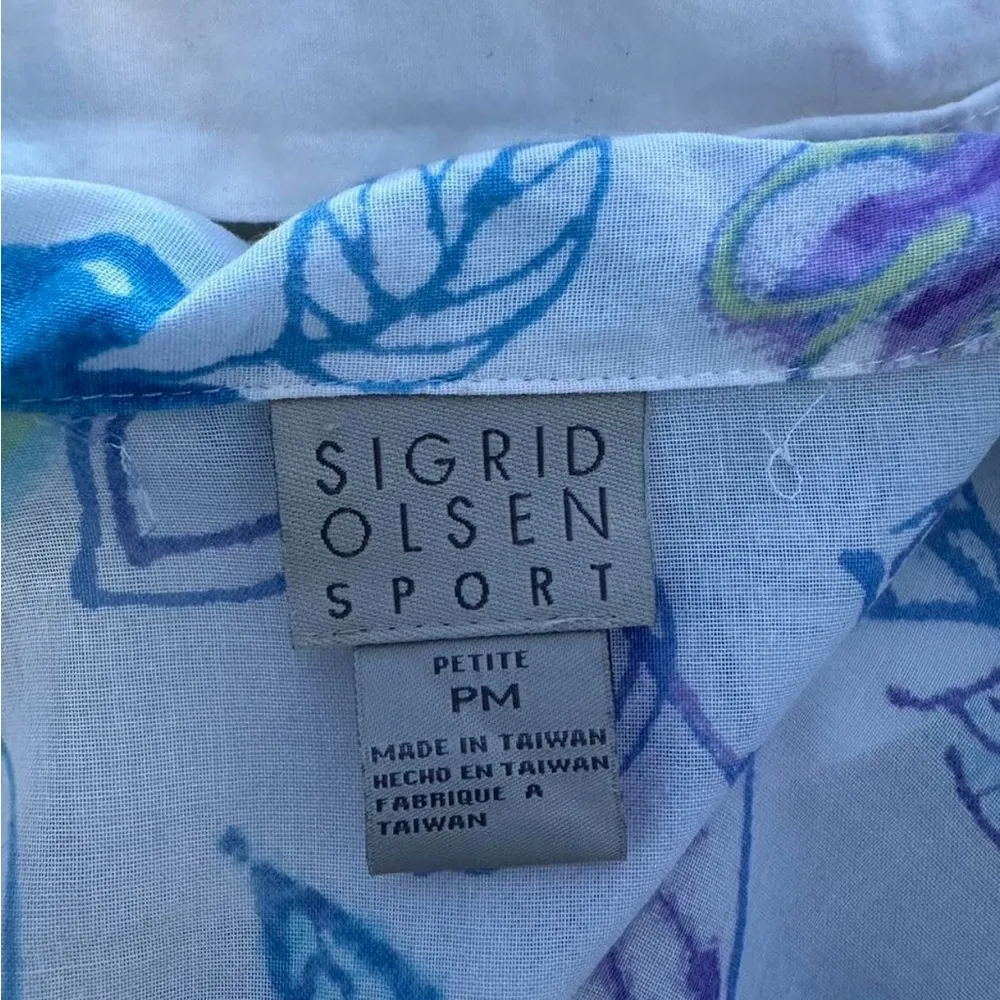 SIGRID
OLSEN
SPORT
PETITE
PM
MADE IN TAIWAN
HECHO EN TAIWAN
FABRIQUE A
TAIWAN